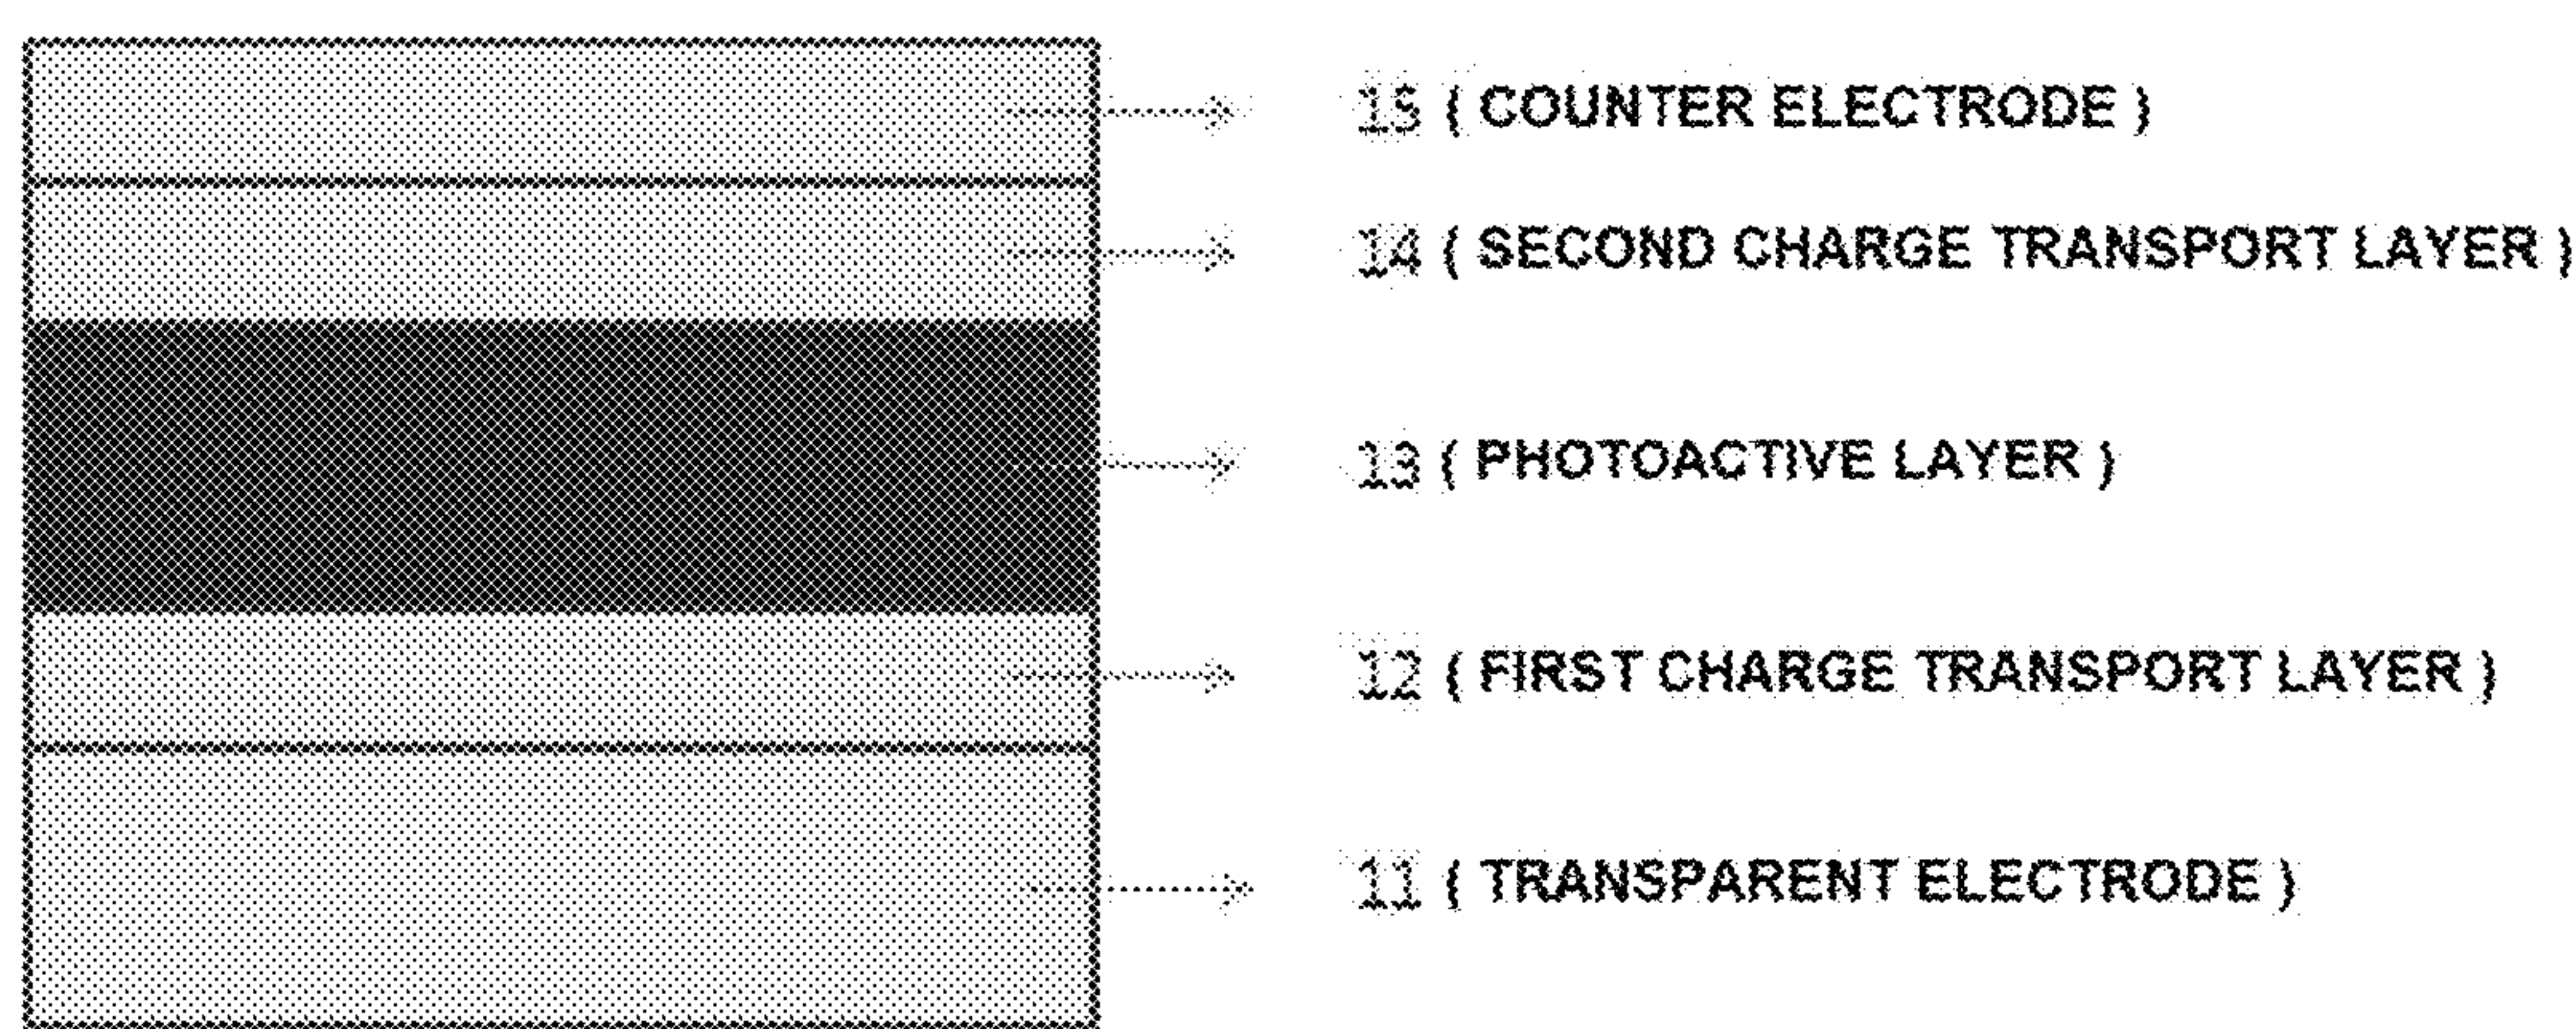 15 ( COUNTER ELECTRODE )
14 ( SECOND CHARGE TRANSPORT LAYER )
13 ( PHOTOACTIVE LAYER )
12 ( FIRST CHARGE TRANSPORT LAYER )
11 ( TRANSPARENT ELECTRODE )